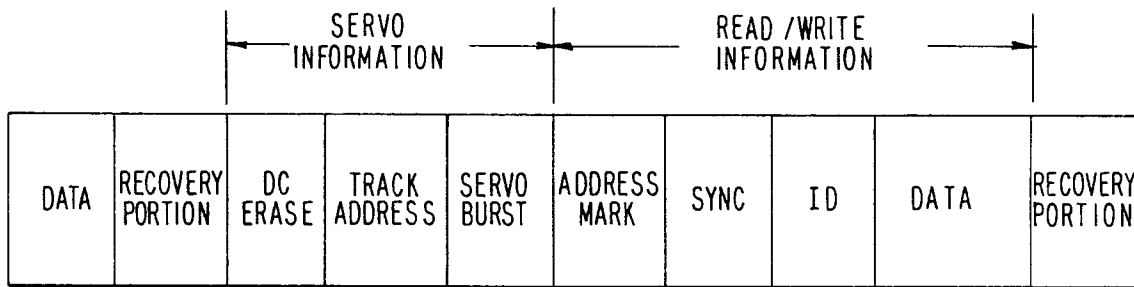 SERVO
INFORMATION
READ /WRITE
INFORMATION
DATA
RECOVERY
PORTION
DC
ERASE
TRACK
ADDRESS
SERVO
BURST
ADDRESS
MARK
SYNC
ID
DATA
RECOVERY
PORTION